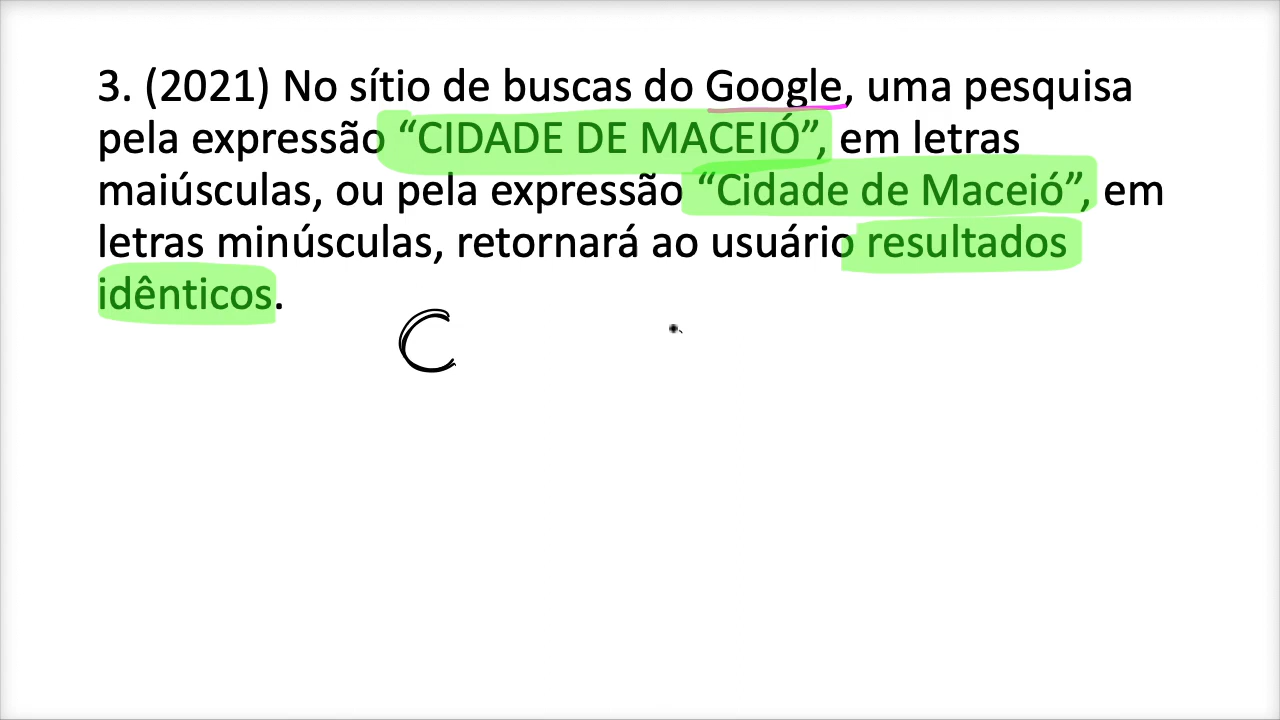 3. (2021) No sítio de buscas do Google, uma pesquisa
pela expressão “CIDADE DE MACEIÓ”, em letras
maiúsculas, ou pela expressão “Cidade de Maceió”, em
letras minúsculas, retornará ao usuário resultados
idênticos.
C